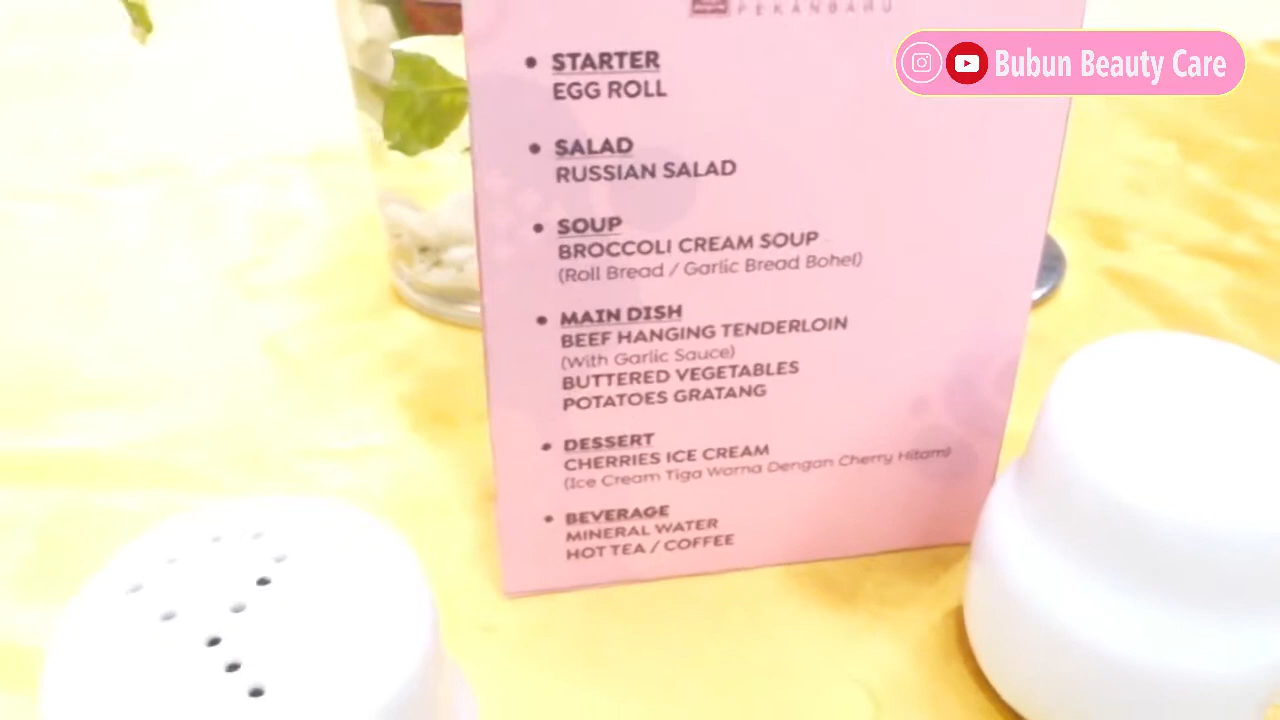 PEKANBARU
Bubun Beauty Care
• STARTER
EGG ROLL
• SALAD
RUSSIAN SALAD
• SOUP
BROCCOLI CREAM SOUP
(Roll Bread / Garlic Bread Bohel)
• MAIN DISH
BEEF HANGING TENDERLOIN
(With Garlic Sauce)
BUTTERED VEGETABLES
POTATOES GRATANG
• DESSERT
CHERRIES ICE CREAM
(Ice Cream Tiga Warna Dengan Cherry Hitam)
• BEVERAGE
MINERAL WATER
HOT TEA / COFFEE